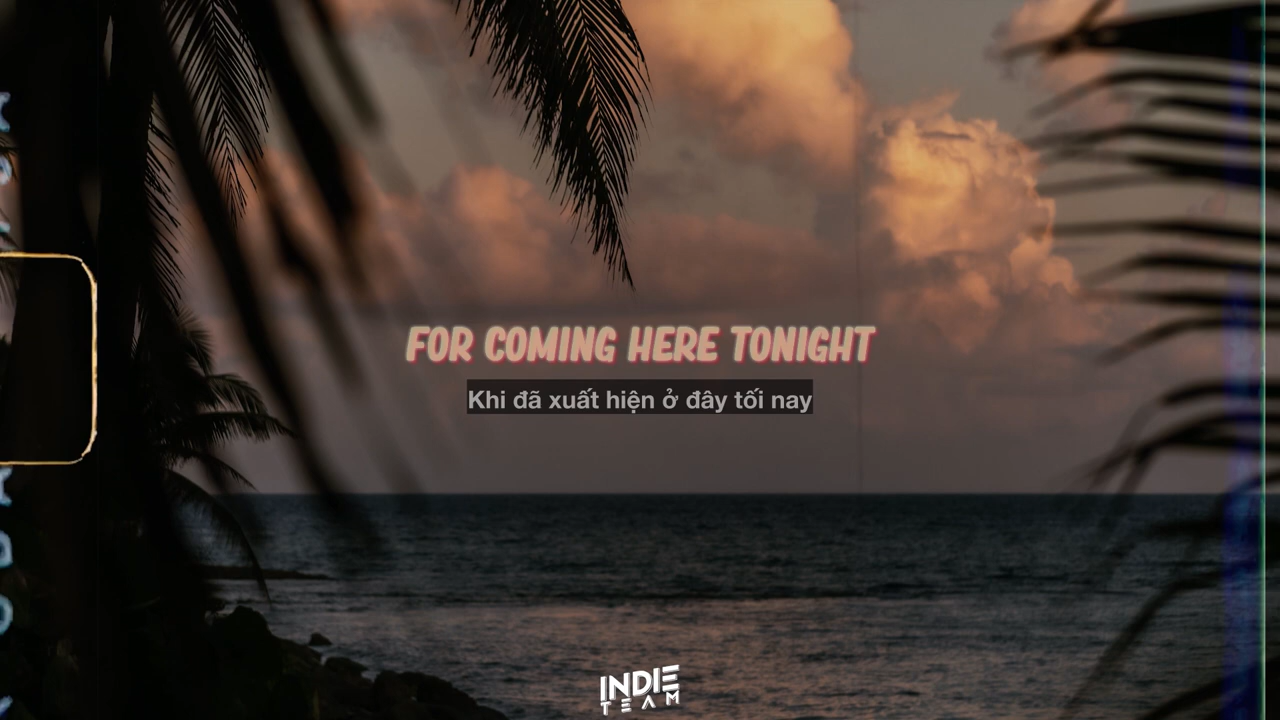 FOR COMING HERE TONIGHT
Khi đã xuất hiện ở đây tối nay
INDIE
TEAM